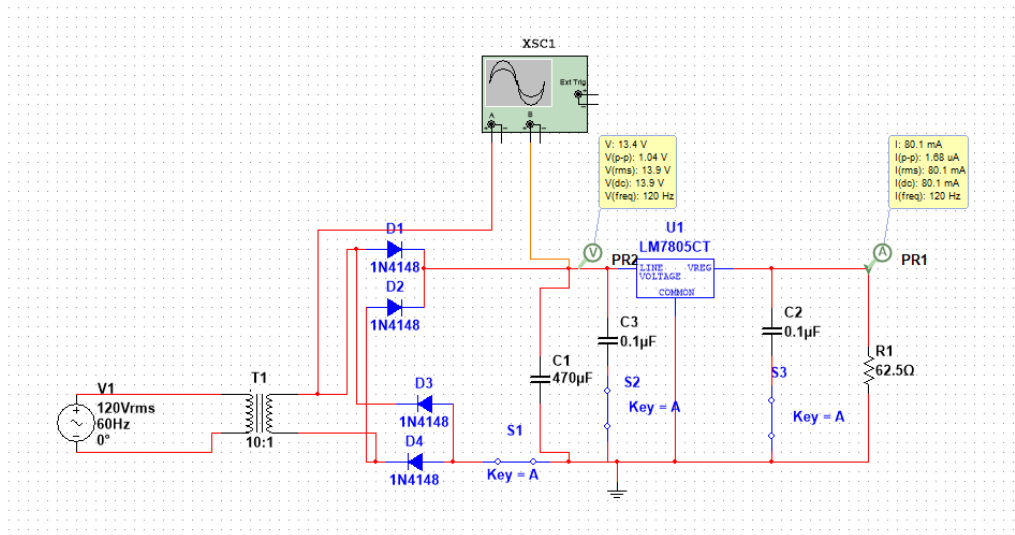 XSC1
Ext Trig
+
-
A
B
+ - + -
V: 13.4 V
V(p-p): 1.04 V
V(rms): 13.9 V
V(dc): 13.9 V
V(freq): 120 Hz
I: 80.1 mA
I(p-p): 1.68 uA
I(rms): 80.1 mA
I(dc): 80.1 mA
I(freq): 120 Hz
D1
1N4148
D2
1N4148
V
PR2
U1
LM7805CT
LINE VREG
VOLTAGE
COMMON
A
PR1
C3
0.1µF
C2
0.1µF
C1
470µF
R1
62.5Ω
S2
Key = A
S3
Key = A
V1
120Vrms
60Hz
0°
T1
10:1
D3
1N4148
D4
1N4148
S1
Key = A